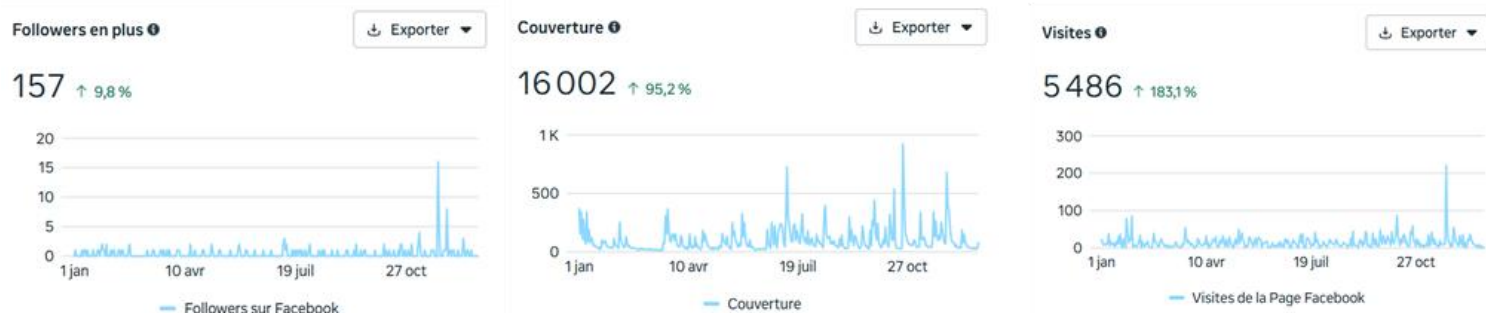 Followers en plus
Exporter
157 ↑ 9,8 %
20
15
10
5
0
1 jan 10 avr 19 juil 27 oct
Followers sur Facebook
Couverture
Exporter
16 002 ↑ 95,2 %
1 K
500
0
1 jan 10 avr 19 juil 27 oct
Couverture
Visites
Exporter
5 486 ↑ 183,1 %
300
200
100
0
1 jan 10 avr 19 juil 27 oct
Visites de la Page Facebook